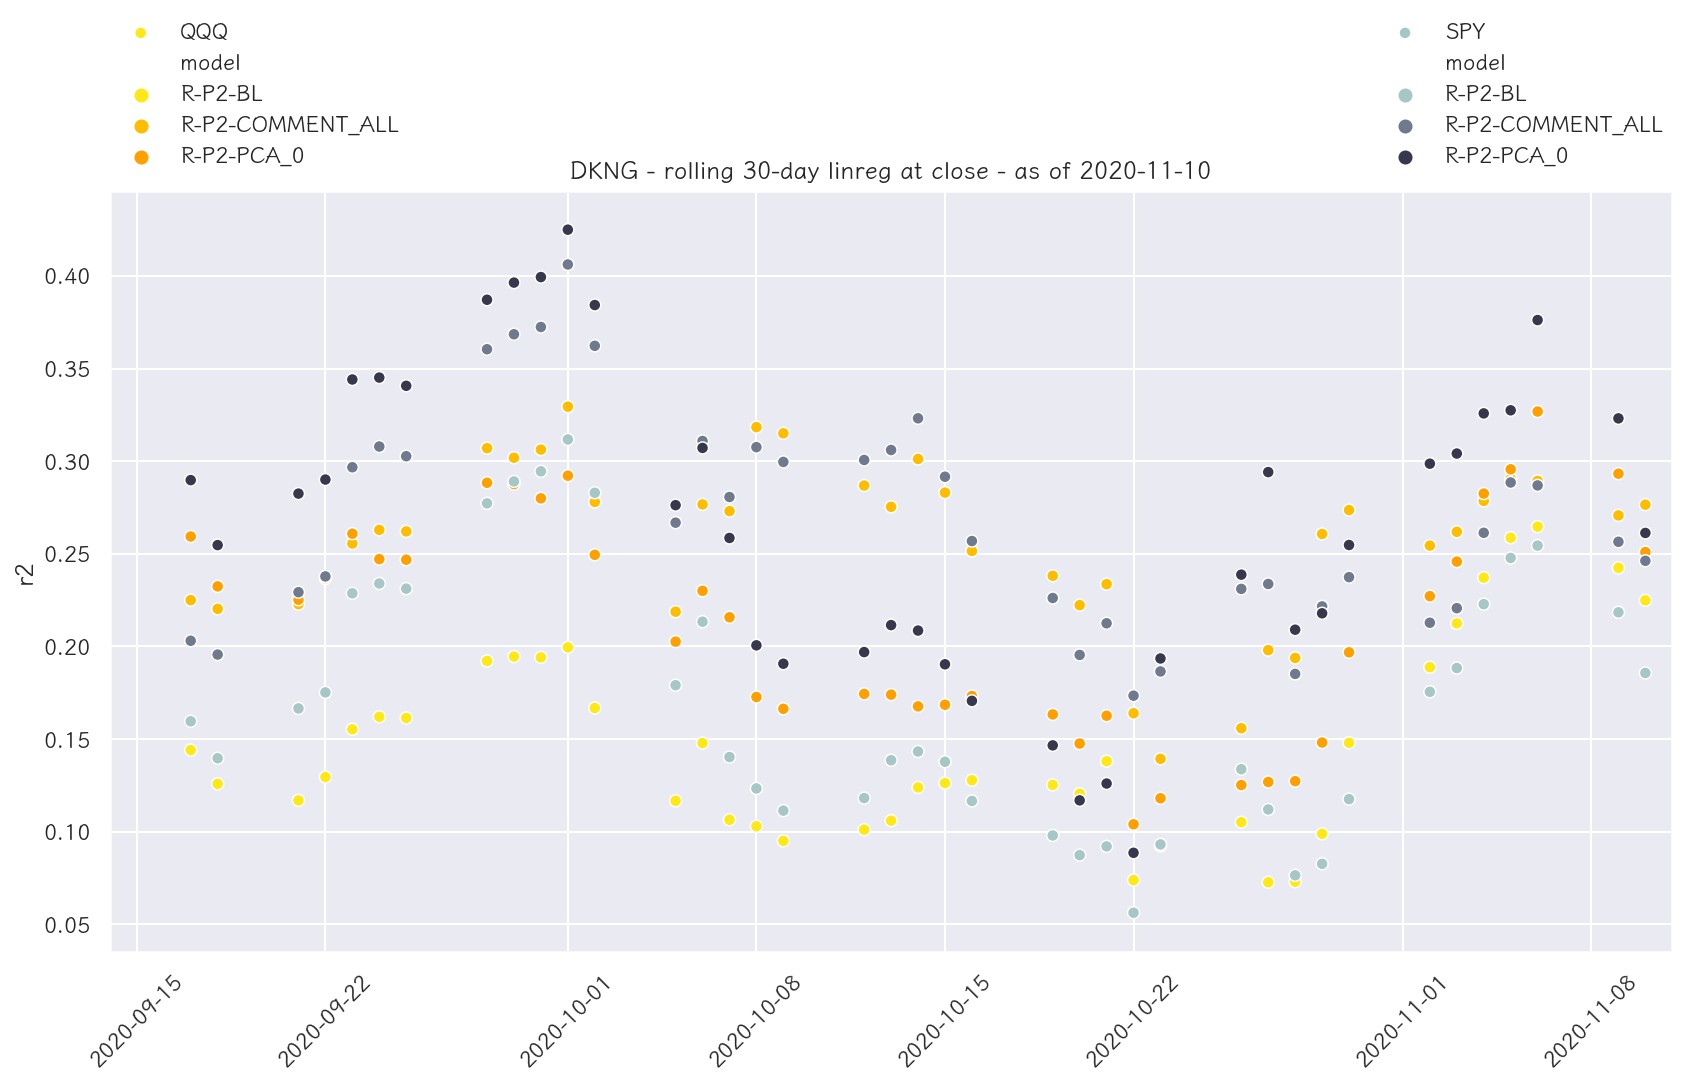 QQQ
model
R-P2-BL
R-P2-COMMENT_ALL
R-P2-PCA_0
SPY
model
R-P2-BL
R-P2-COMMENT_ALL
R-P2-PCA_0
DKNG - rolling 30-day linreg at close - as of 2020-11-10
0.40
0.35
0.30
0.25
0.20
0.15
0.10
0.05
r2
2020-09-15
2020-09-22
2020-10-01
2020-10-08
2020-10-15
2020-10-22
2020-11-01
2020-11-08